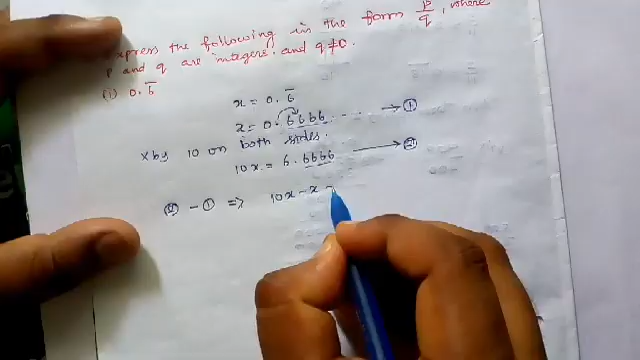 Express the following in the form p/q, where
p and q are integers and q≠0.
(i) 0.6̅
x = 0.6̅
x = 0.6666..... → ①
x by 10 on both sides.
10x = 6.6666 → ②
② - ① ⇒ 10x - x =